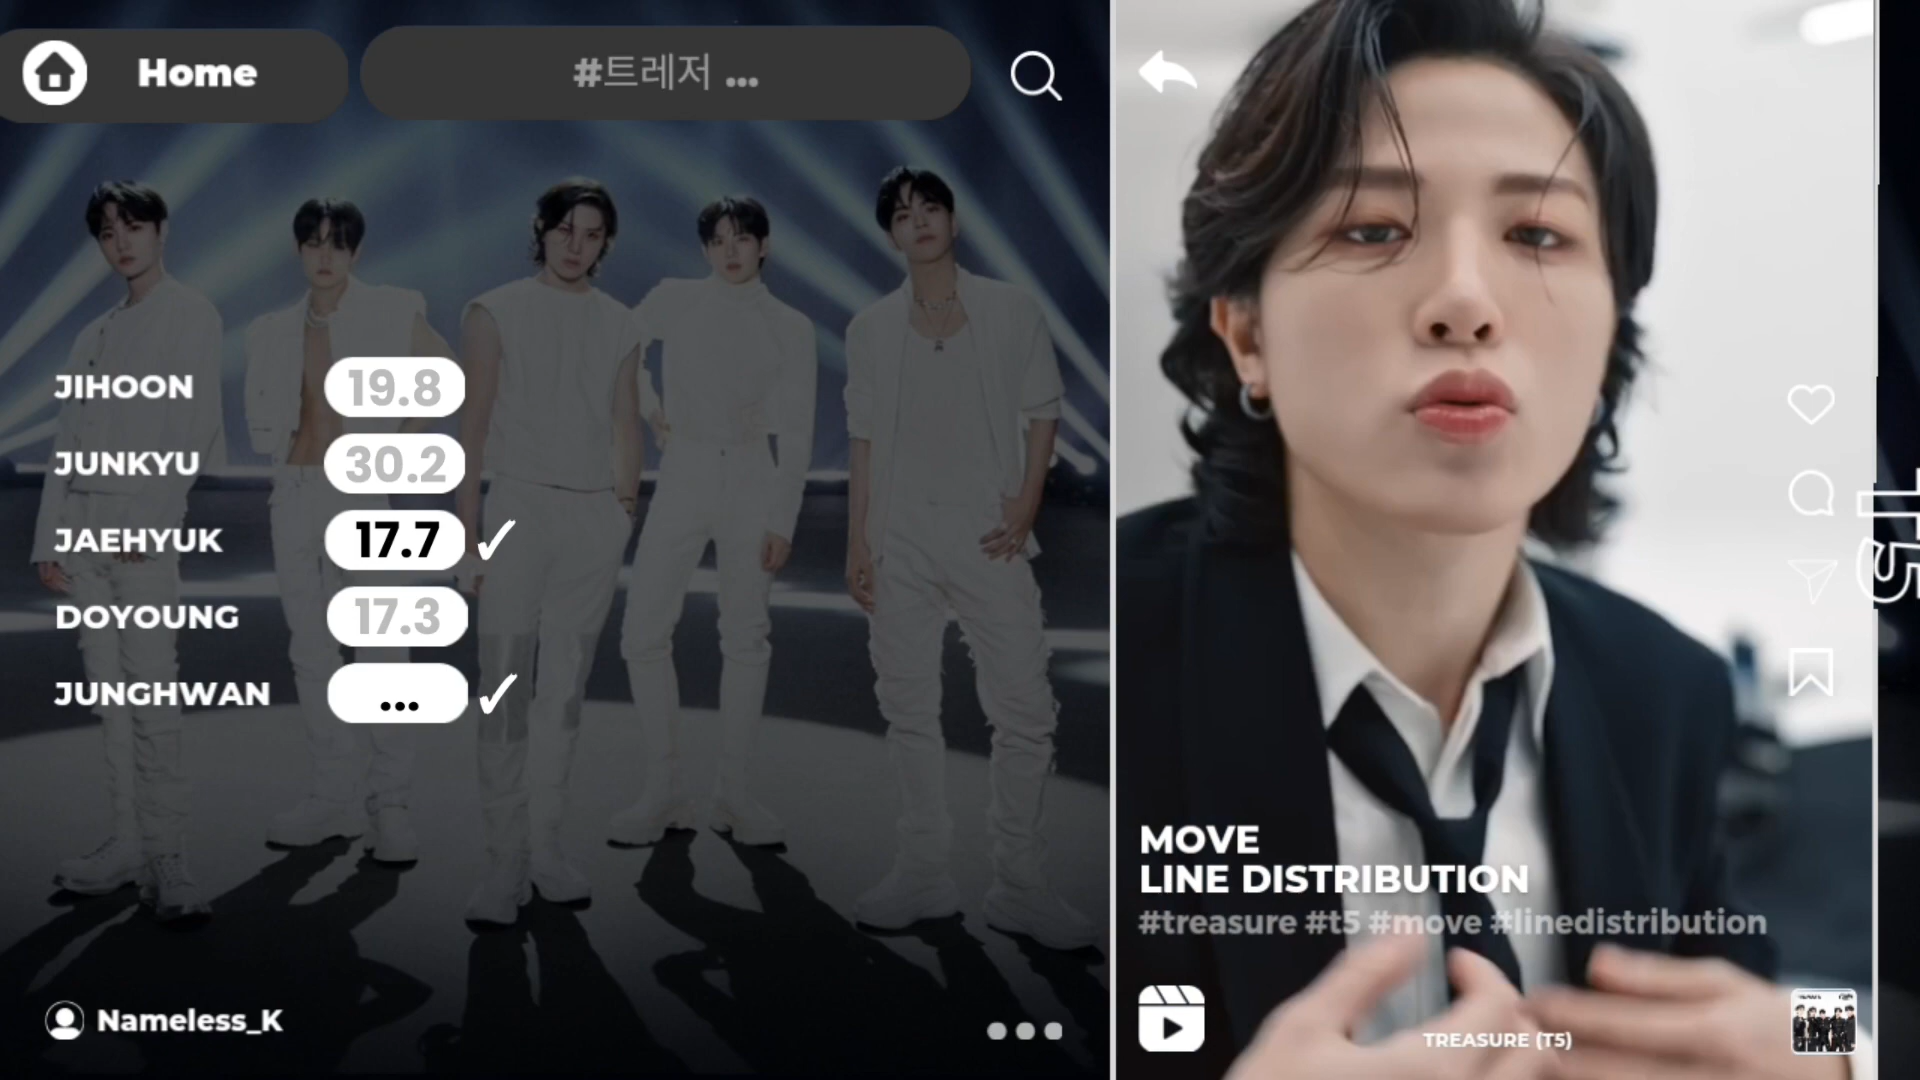 Home
#트레저 ...
JIHOON 19.8
JUNKYU 30.2
JAEHYUK 17.7 ✓
DOYOUNG 17.3
JUNGHWAN ... ✓
Nameless_K
MOVE
LINE DISTRIBUTION
#treasure #t5 #move #linedistribution
TREASURE (T5)
T5